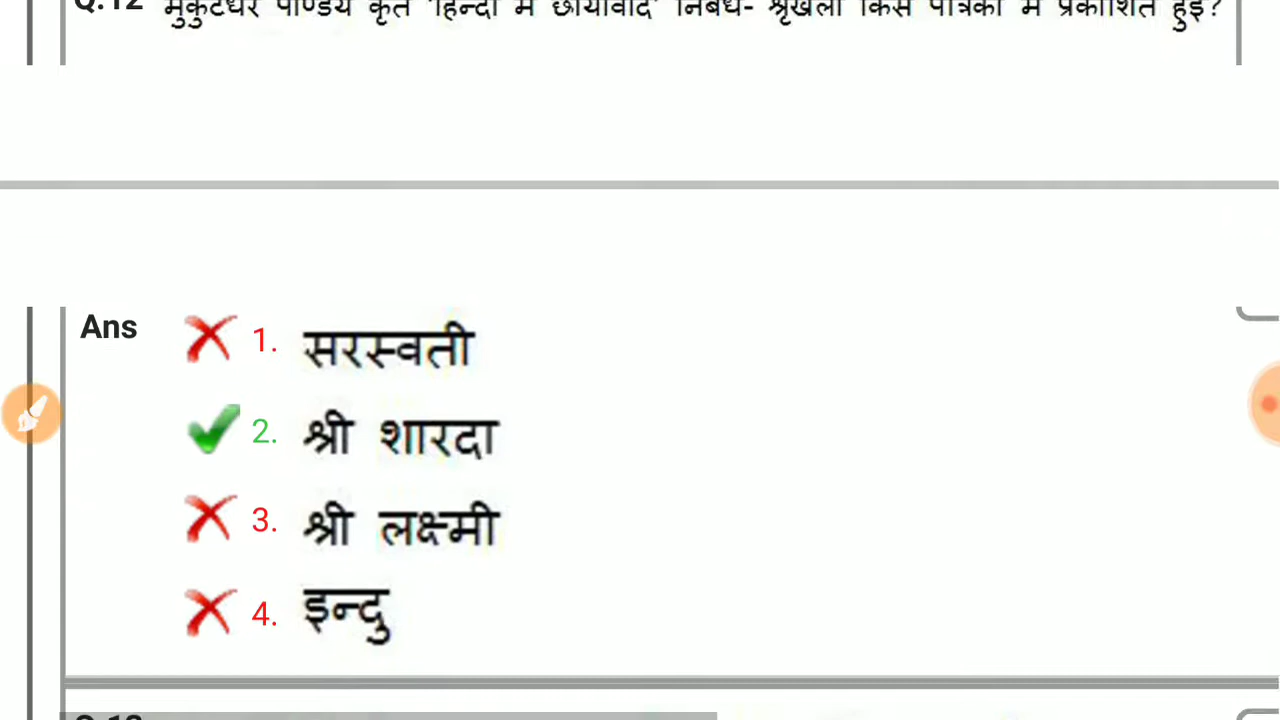 Q.12 मुकुटधर पाण्डेय कृत 'हिन्दी में छायावाद' निबंध- श्रृंखला किस पत्रिका में प्रकाशित हुई?
Ans 1. सरस्वती
2. श्री शारदा
3. श्री लक्ष्मी
4. इन्दु